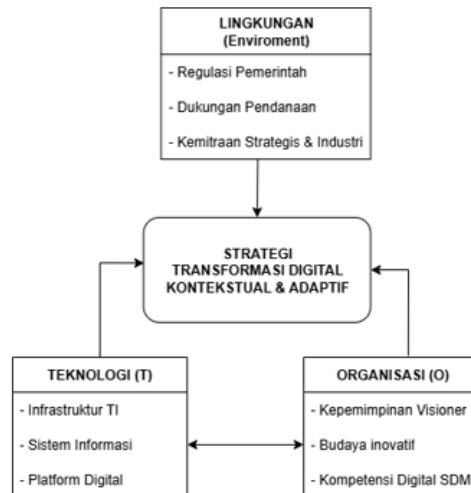 LINGKUNGAN
(Enviroment)
- Regulasi Pemerintah
- Dukungan Pendanaan
- Kemitraan Strategis & Industri
STRATEGI
TRANSFORMASI DIGITAL
KONTEKSTUAL & ADAPTIF
TEKNOLOGI (T)
- Infrastruktur TI
- Sistem Informasi
- Platform Digital
ORGANISASI (O)
- Kepemimpinan Visioner
- Budaya inovatif
- Kompetensi Digital SDM